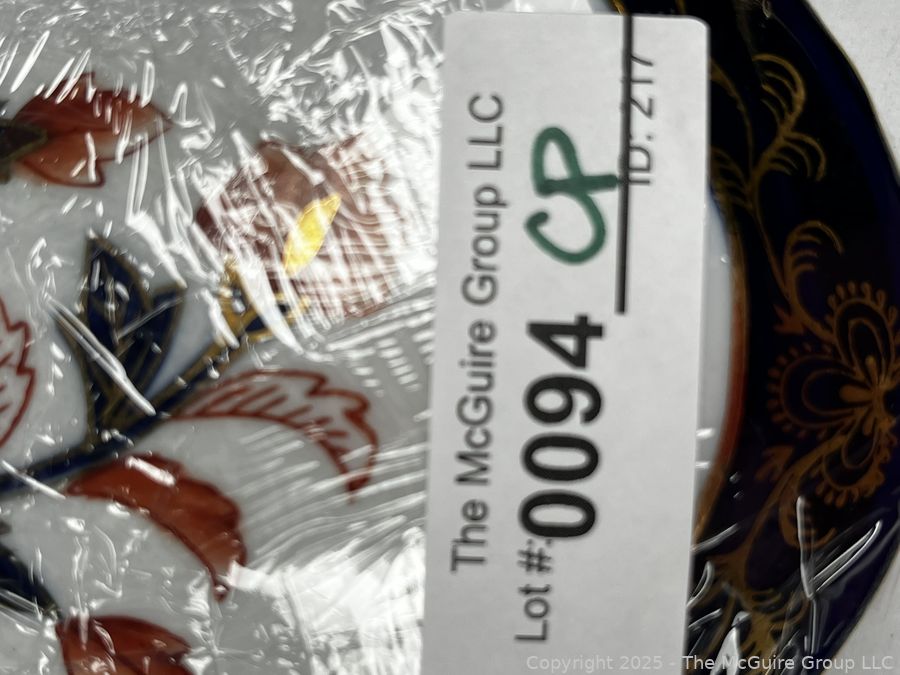 The McGuire Group LLC
Lot #:0094 CP
ID: 217
Copyright 2025 - The McGuire Group LLC